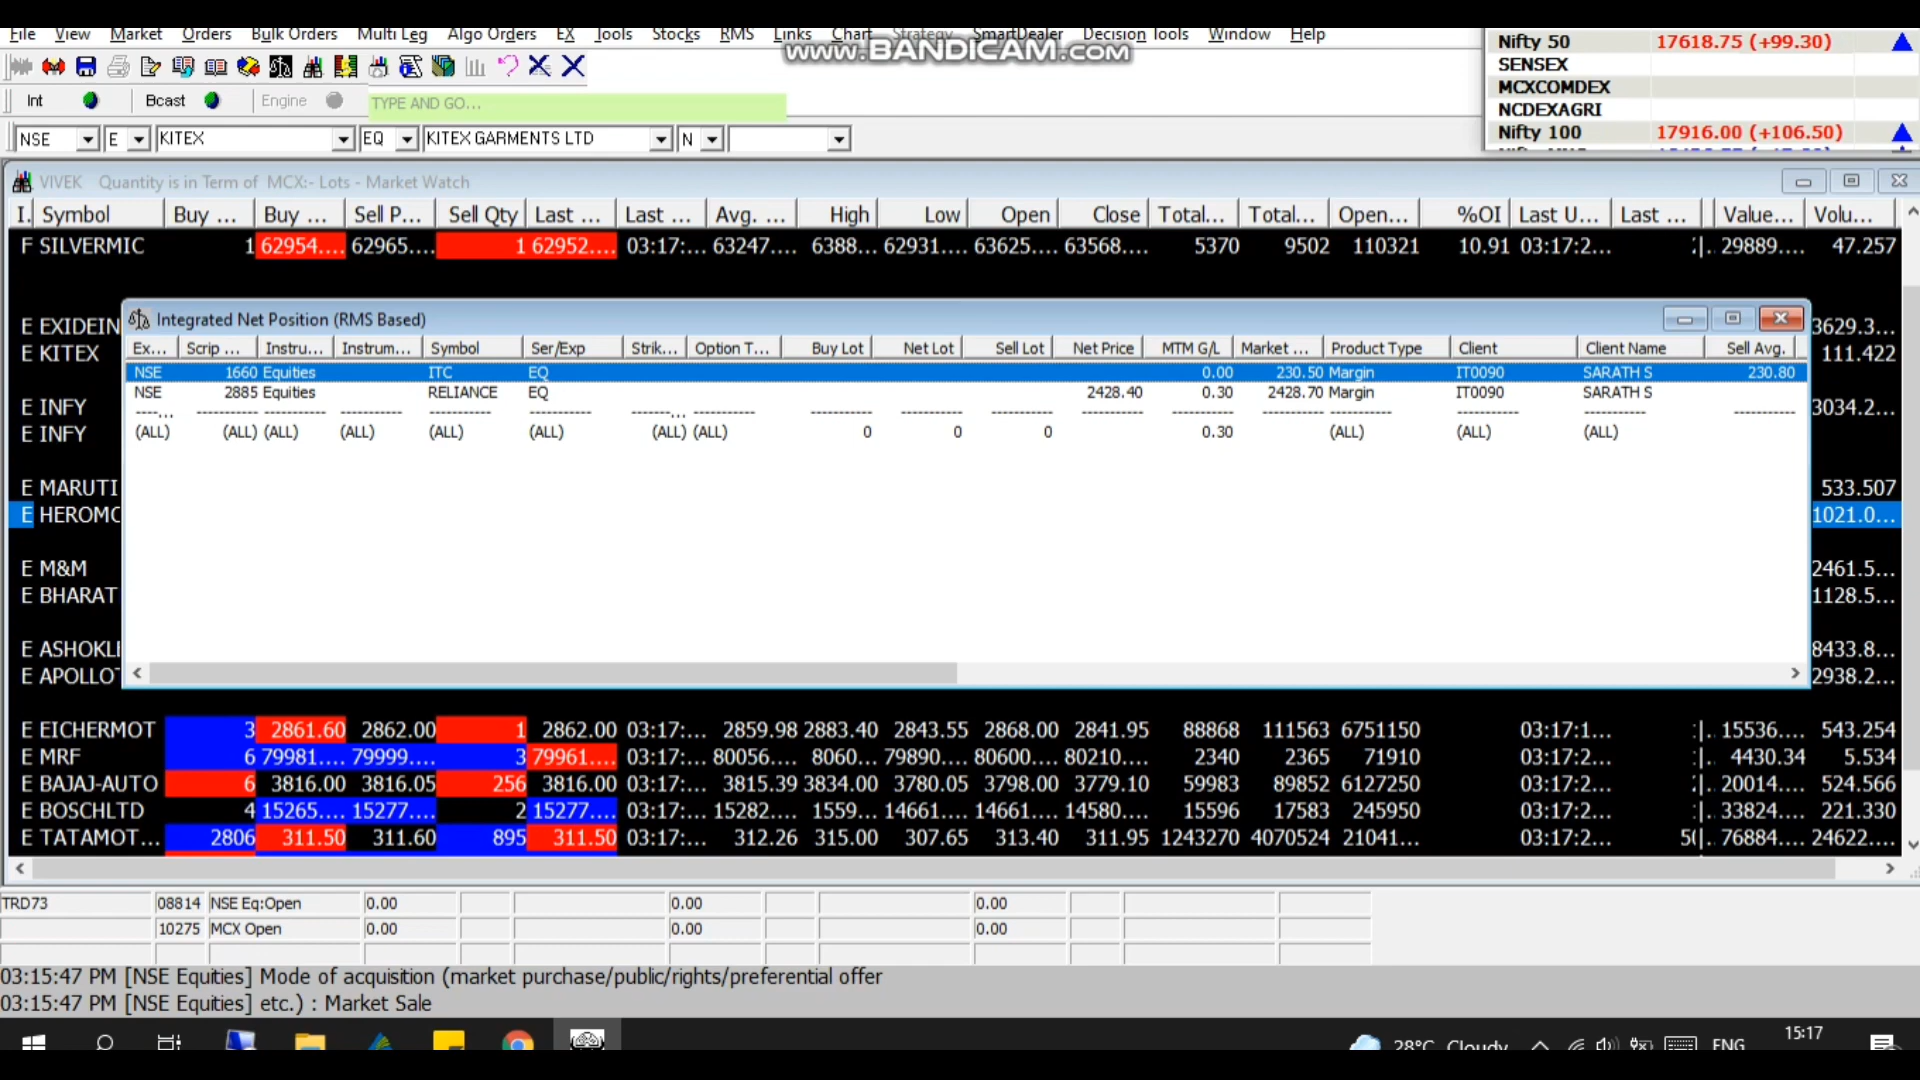 File View Market Orders Bulk Orders Multi Leg Algo Orders EX Tools Stocks RMS Links Chart Strategy SmartDealer Decision Tools Window Help
www.BANDICAM.com
Nifty 50 17618.75 (+99.30)
SENSEX
MCXCOMDEX
NCDEXAGRI
Nifty 100 17916.00 (+106.50)
Int Bcast Engine TYPE AND GO...
NSE E KITEX EQ KITEX GARMENTS LTD N
VIVEK Quantity is in Term of MCX:- Lots - Market Watch
I. Symbol Buy ... Buy ... Sell P... Sell Qty Last ... Last ... Avg. ... High Low Open Close Total... Total... Open... %OI Last U... Last ... Value... Volu...
F SILVERMIC 1 62954.... 62965.... 1 62952.... 03:17:... 63247.... 6388... 62931.... 63625.... 63568.... 5370 9502 110321 10.91 03:17:2... 29889.... 47.257
Integrated Net Position (RMS Based)
E EXIDEIN 3629.3...
Ex... Scrip ... Instru... Instrum... Symbol Ser/Exp Strik... Option T... Buy Lot Net Lot Sell Lot Net Price MTM G/L Market ... Product Type Client Client Name Sell Avg.
E KITEX 111.422
NSE 1660 Equities ITC EQ 0.00 230.50 Margin IT0090 SARATH S 230.80
NSE 2885 Equities RELIANCE EQ 2428.40 0.30 2428.70 Margin IT0090 SARATH S
E INFY 3034.2...
(ALL) (ALL) (ALL) (ALL) (ALL) (ALL) (ALL) (ALL) 0 0 0 0.30 (ALL) (ALL) (ALL)
E INFY
E MARUTI 533.507
E HEROMO 1021.0...
E M&M 2461.5...
E BHARAT 1128.5...
E ASHOKLE 8433.8...
E APOLLOT 2938.2...
E EICHERMOT 3 2861.60 2862.00 1 2862.00 03:17:... 2859.98 2883.40 2843.55 2868.00 2841.95 88868 111563 6751150 03:17:1... 15536.... 543.254
E MRF 6 79981.... 79999.... 3 79961.... 03:17:... 80056.... 8060... 79890.... 80600.... 80210.... 2340 2365 71910 03:17:2... 4430.34 5.534
E BAJAJ-AUTO 6 3816.00 3816.05 256 3816.00 03:17:... 3815.39 3834.00 3780.05 3798.00 3779.10 59983 89852 6127250 03:17:2... 20014.... 524.566
E BOSCHLTD 4 15265.... 15277.... 2 15277.... 03:17:... 15282.... 1559... 14661.... 14661.... 14580.... 15596 17583 245950 03:17:2... 33824.... 221.330
E TATAMOT... 2806 311.50 311.60 895 311.50 03:17:... 312.26 315.00 307.65 313.40 311.95 1243270 4070524 21041... 03:17:2... 76884.... 24622....
TRD73 08814 NSE Eq:Open 0.00 0.00 0.00
10275 MCX Open 0.00 0.00 0.00
03:15:47 PM [NSE Equities] Mode of acquisition (market purchase/public/rights/preferential offer
03:15:47 PM [NSE Equities] etc.) : Market Sale
28°C Cloudy ENG 15:17